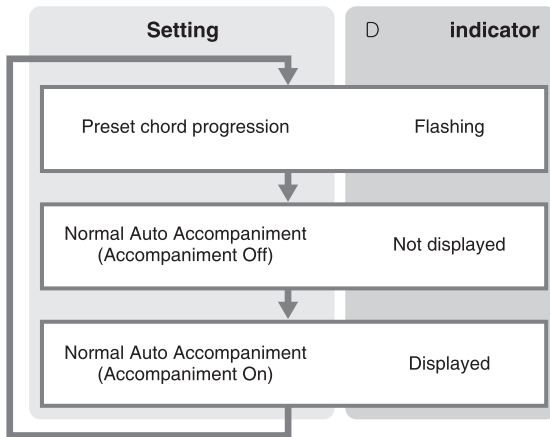 Setting
D indicator
Preset chord progression
Flashing
Normal Auto Accompaniment
(Accompaniment Off)
Not displayed
Normal Auto Accompaniment
(Accompaniment On)
Displayed